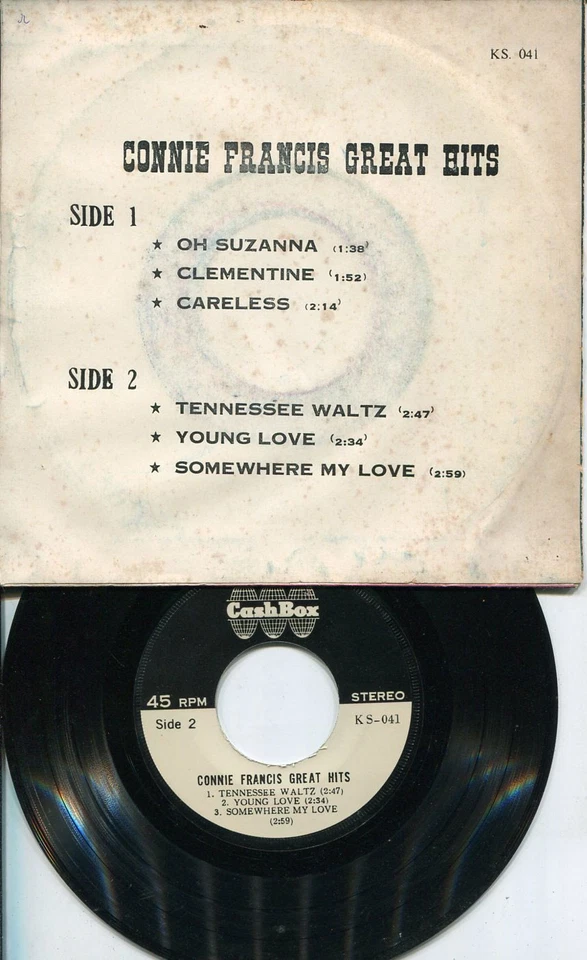 KS. 041
CONNIE FRANCIS GREAT HITS
SIDE 1
★ OH SUZANNA (1:38)
★ CLEMENTINE (1:52)
★ CARELESS (2:14)
SIDE 2
★ TENNESSEE WALTZ (2:47)
★ YOUNG LOVE (2:34)
★ SOMEWHERE MY LOVE (2:59)
CashBox
45 RPM STEREO
Side 2 KS-041
CONNIE FRANCIS GREAT HITS
1. TENNESSEE WALTZ (2:47)
2. YOUNG LOVE (2:34)
3. SOMEWHERE MY LOVE
(2:59)